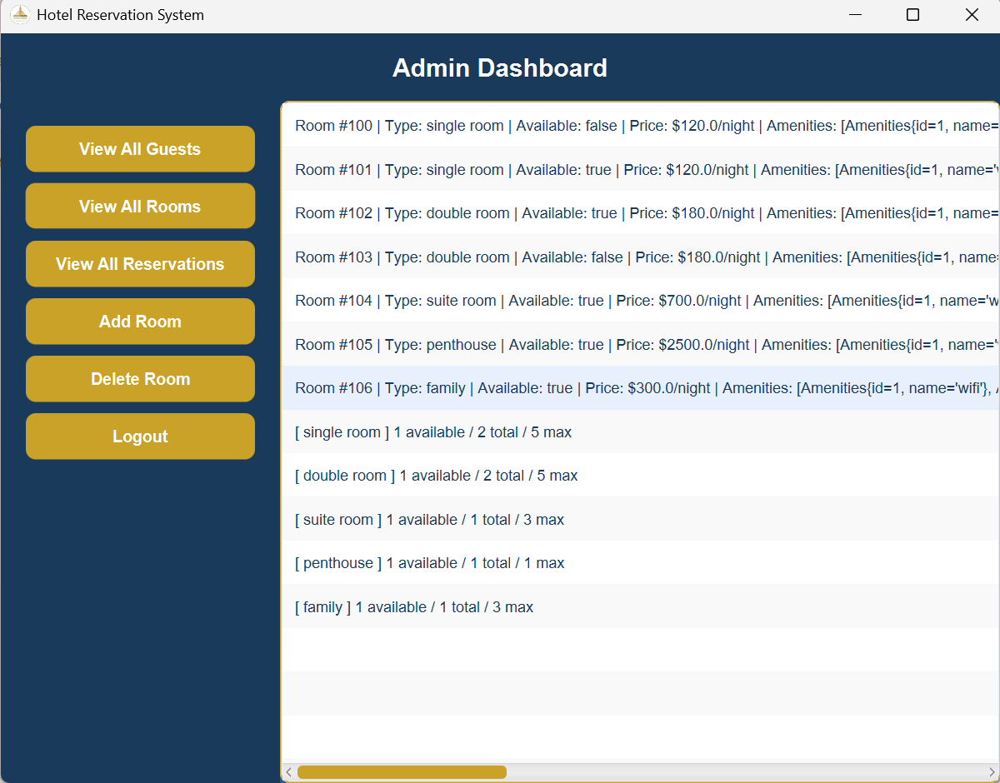 Hotel Reservation System
Admin Dashboard
View All Guests
View All Rooms
View All Reservations
Add Room
Delete Room
Logout
Room #100 | Type: single room | Available: false | Price: $120.0/night | Amenities: [Amenities{id=1, name=
Room #101 | Type: single room | Available: true | Price: $120.0/night | Amenities: [Amenities{id=1, name='
Room #102 | Type: double room | Available: true | Price: $180.0/night | Amenities: [Amenities{id=1, name=
Room #103 | Type: double room | Available: false | Price: $180.0/night | Amenities: [Amenities{id=1, name=
Room #104 | Type: suite room | Available: true | Price: $700.0/night | Amenities: [Amenities{id=1, name='w
Room #105 | Type: penthouse | Available: true | Price: $2500.0/night | Amenities: [Amenities{id=1, name='
Room #106 | Type: family | Available: true | Price: $300.0/night | Amenities: [Amenities{id=1, name='wifi'},
[ single room ] 1 available / 2 total / 5 max
[ double room ] 1 available / 2 total / 5 max
[ suite room ] 1 available / 1 total / 3 max
[ penthouse ] 1 available / 1 total / 1 max
[ family ] 1 available / 1 total / 3 max